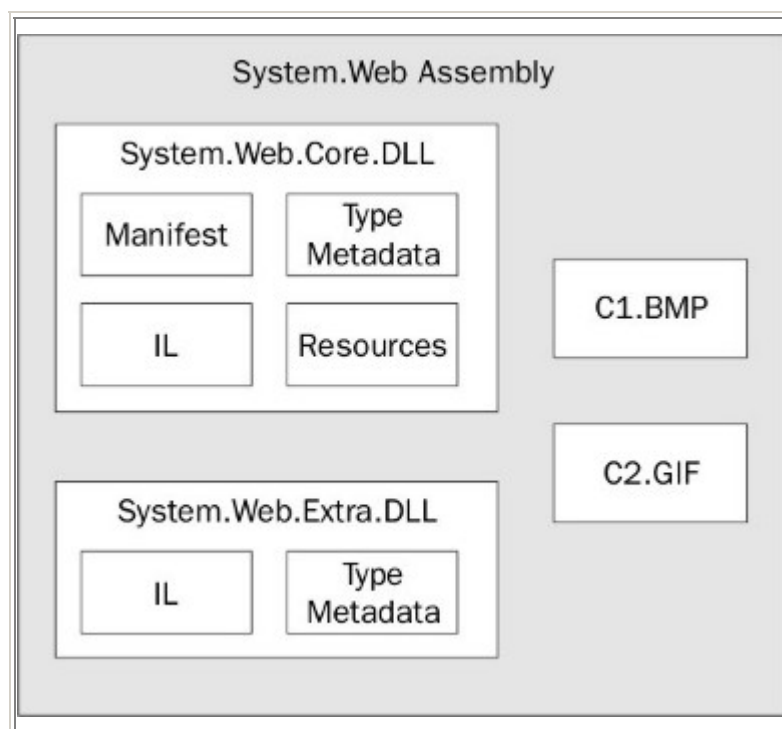 System.Web Assembly
System.Web.Core.DLL
Manifest
Type
Metadata
IL
Resources
C1.BMP
C2.GIF
System.Web.Extra.DLL
IL
Type
Metadata